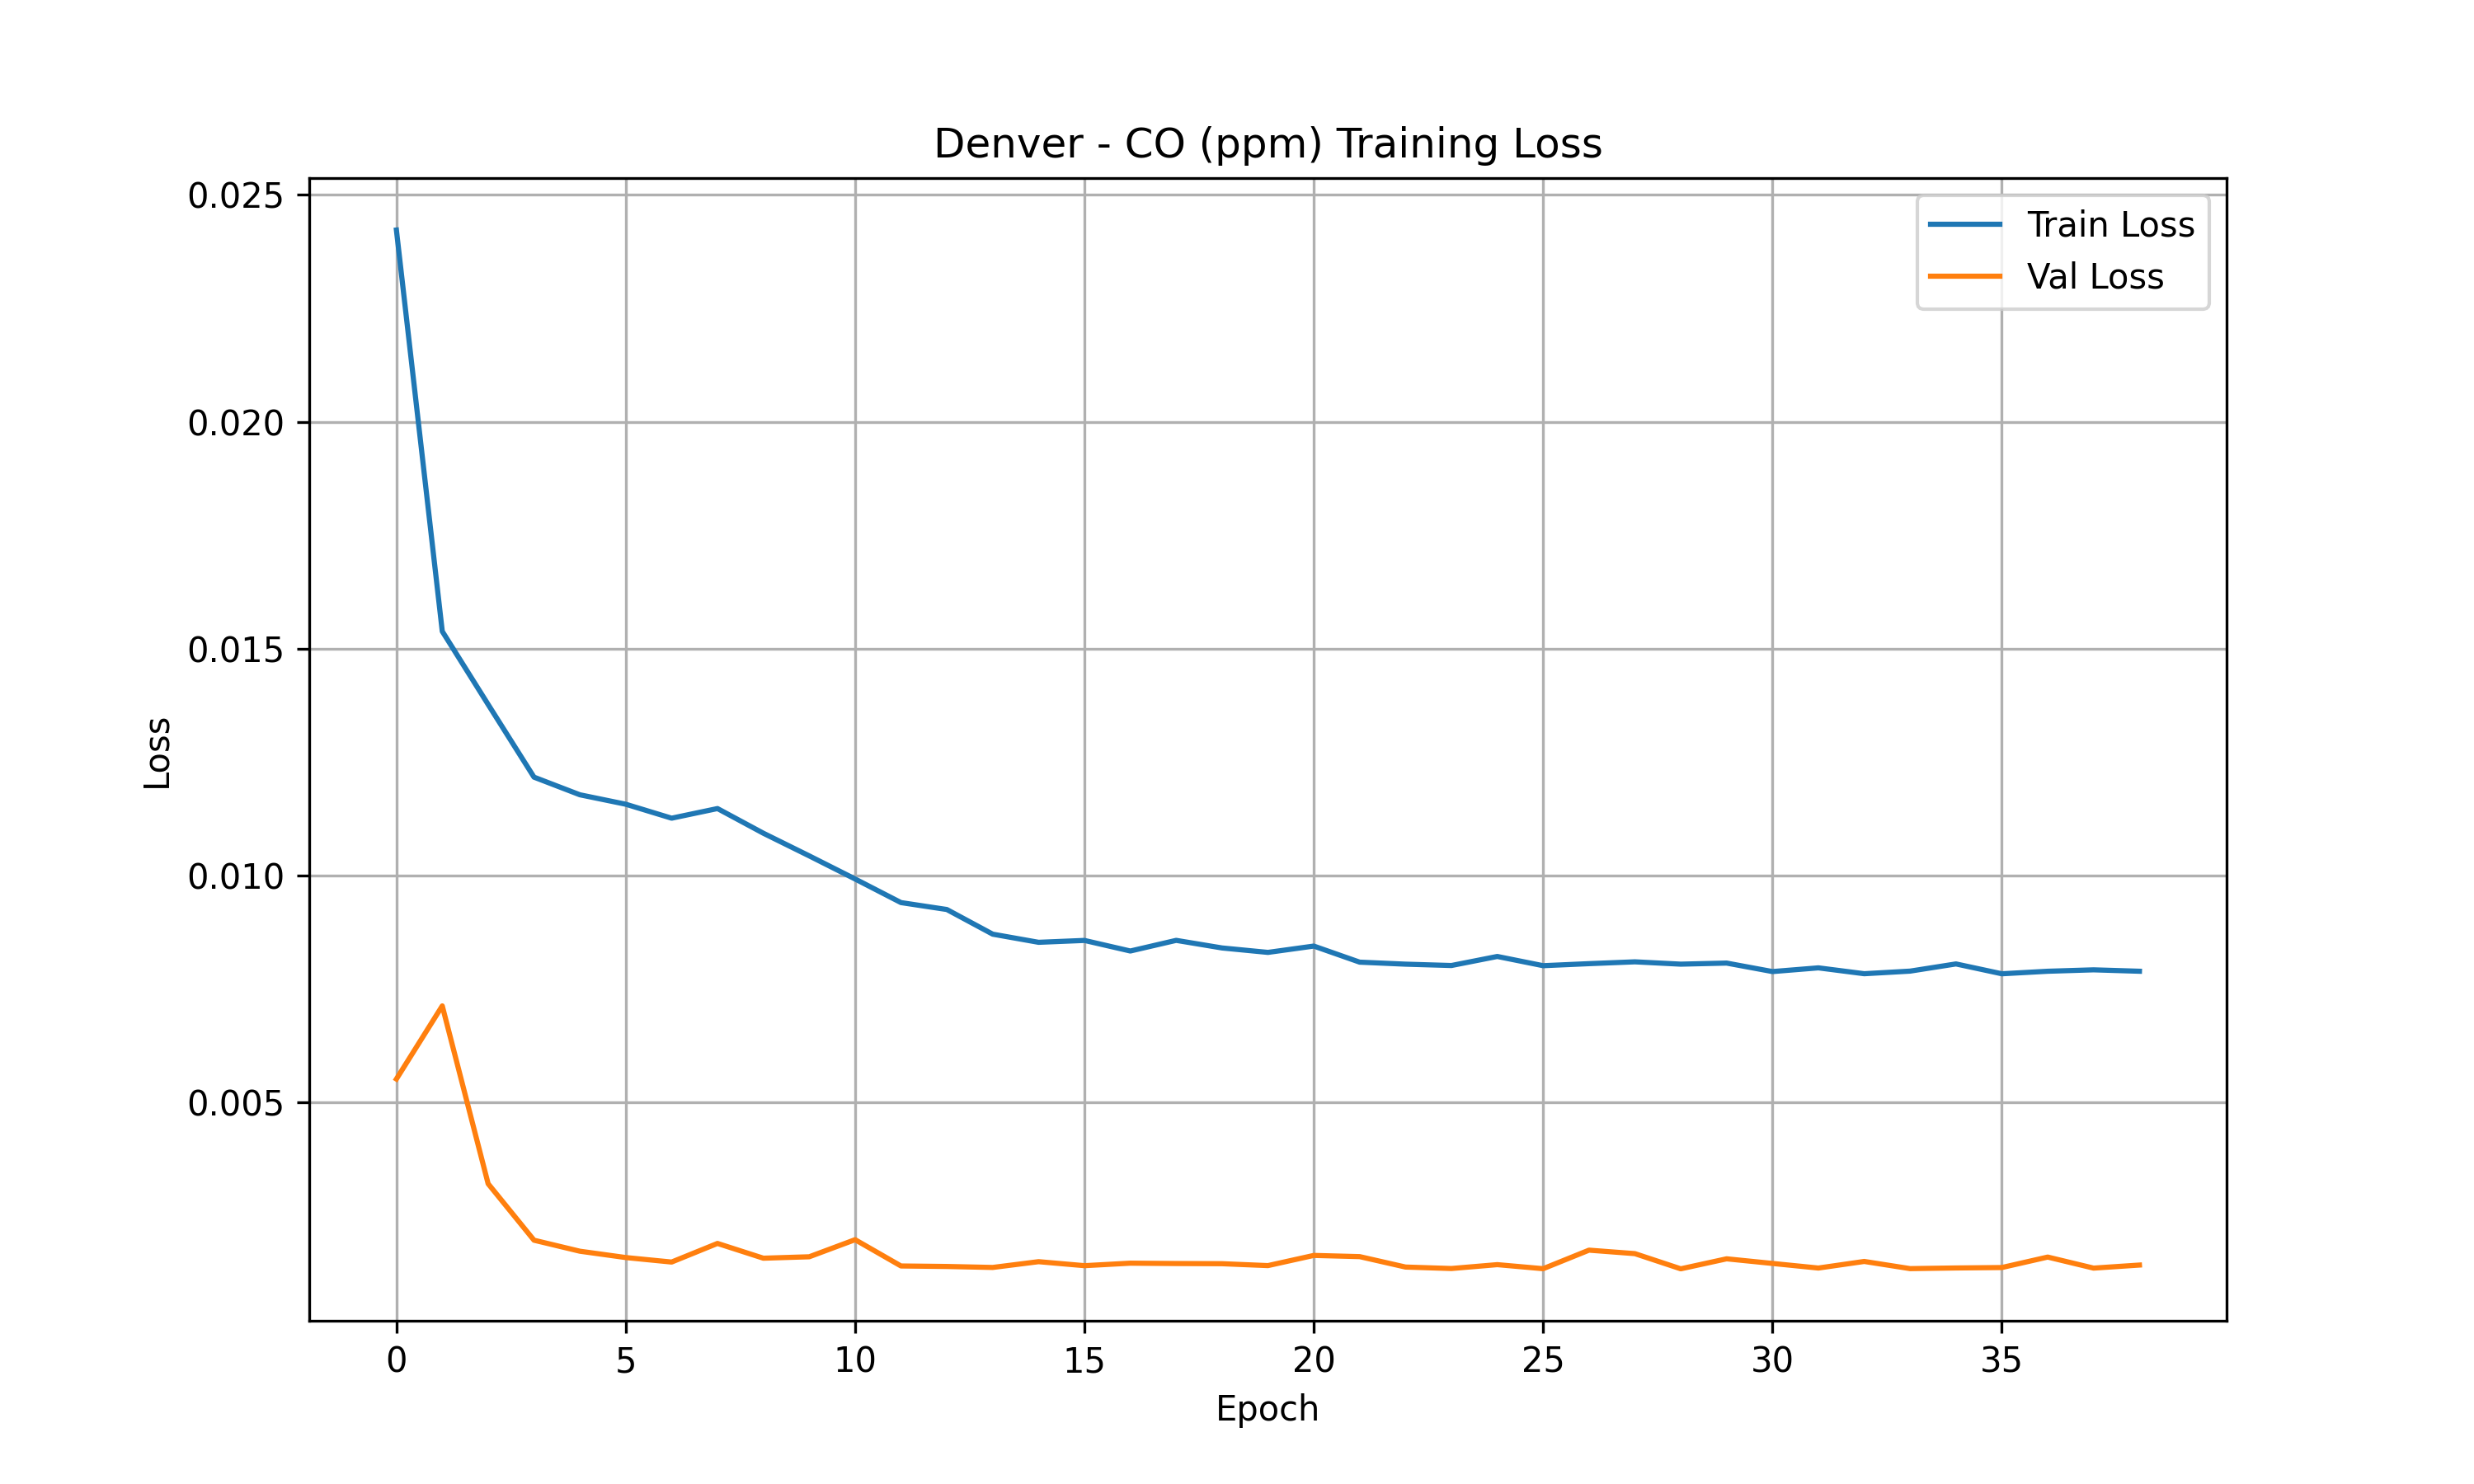 Denver - CO (ppm) Training Loss
Train Loss
Val Loss
0.025
0.020
0.015
0.010
0.005
Loss
0 5 10 15 20 25 30 35
Epoch